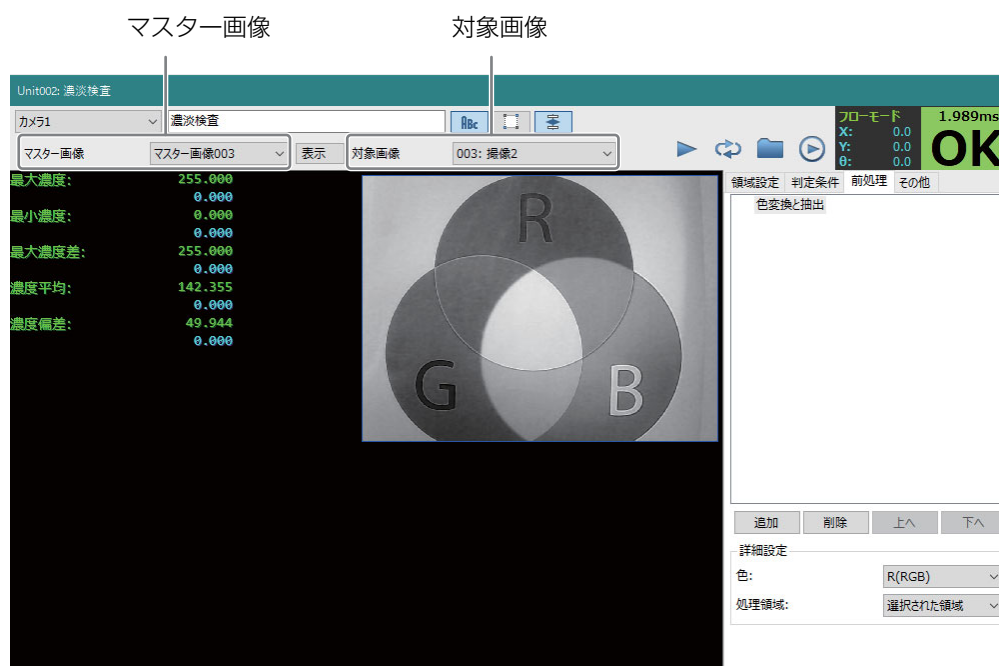 マスター画像 対象画像
Unit002: 濃淡検査
カメラ1 濃淡検査 ABC
マスター画像 マスター画像003 表示 対象画像 003: 撮像2
フローモード
X: 0.0
Y: 0.0
θ: 0.0
1.989ms
OK
最大濃度: 255.000
0.000
最小濃度: 0.000
0.000
最大濃度差: 255.000
0.000
濃度平均: 142.355
0.000
濃度偏差: 49.944
0.000
R
G
B
領域設定 判定条件 前処理 その他
色変換と抽出
追加 削除 上へ 下へ
詳細設定
色: R(RGB)
処理領域: 選択された領域